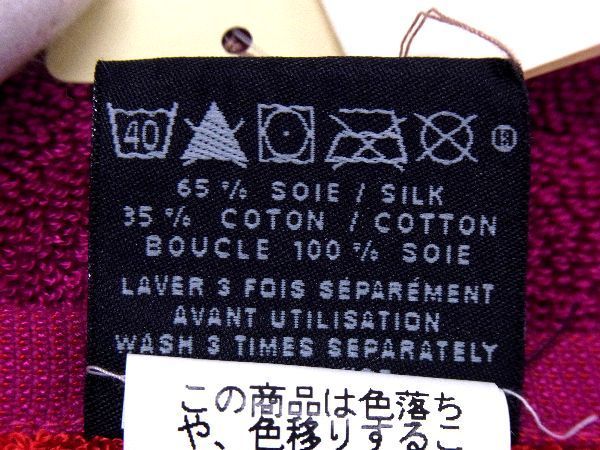 40
65 % SOIE / SILK
35 % COTON / COTTON
BOUCLE 100 % SOIE
LAVER 3 FOIS SÉPARÉMENT
AVANT UTILISATION
WASH 3 TIMES SEPARATELY
この商品は色落ち
や、色移りするこ